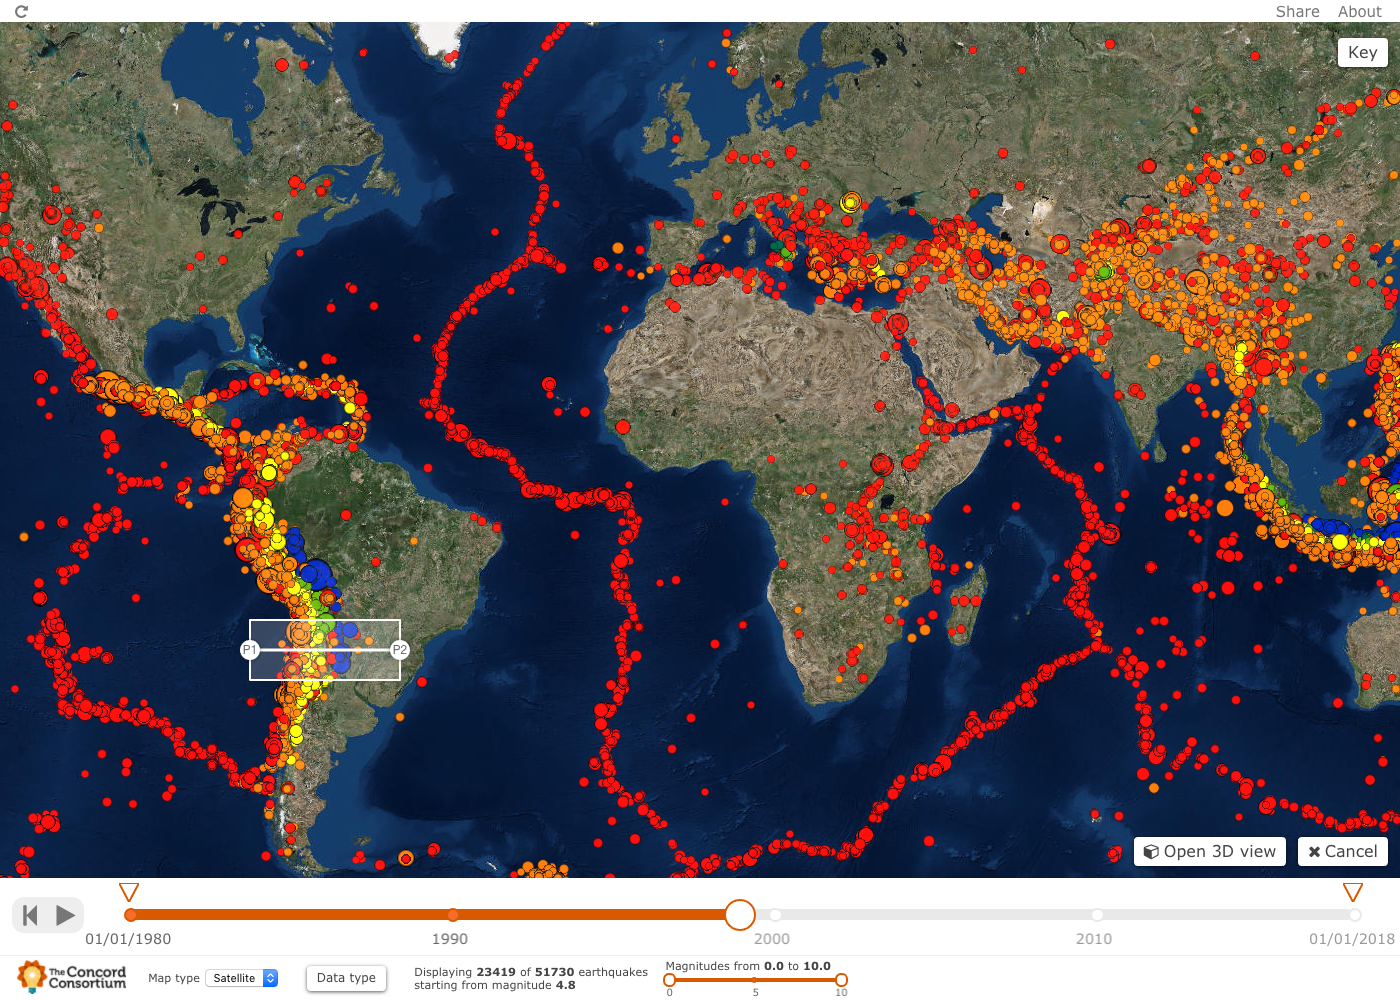 Share About
Key
P1 P2
Open 3D view Cancel
01/01/1980 1990 2000 2010 01/01/2018
The Concord Consortium
Map type Satellite Data type
Displaying 23419 of 51730 earthquakes
starting from magnitude 4.8
Magnitudes from 0.0 to 10.0
0 5 10